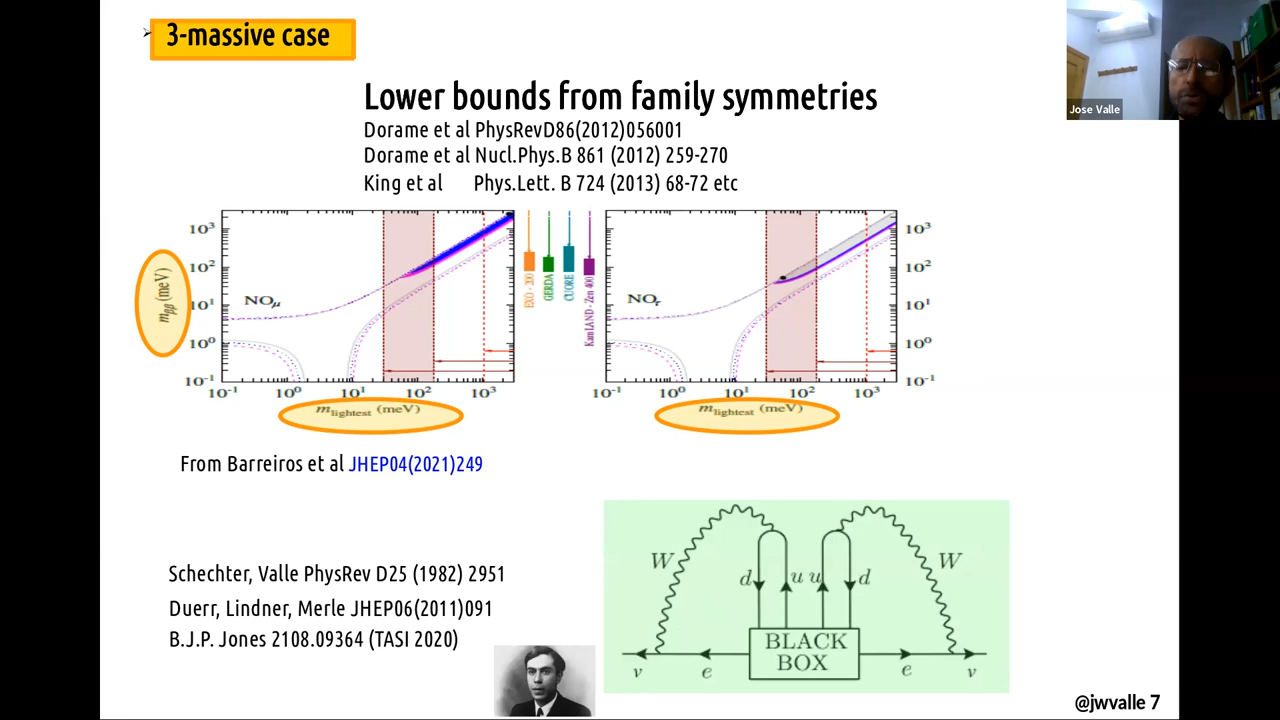 3-massive case
Jose Valle
Lower bounds from family symmetries
Dorame et al PhysRevD86(2012)056001
Dorame et al Nucl.Phys.B 861 (2012) 259-270
King et al Phys.Lett. B 724 (2013) 68-72 etc
10³
10²
10¹
10⁰
10⁻¹
m_ββ (meV)
NO_μ
10⁻¹ 10⁰ 10¹ 10² 10³
m_lightest (meV)
EXO - 200
GERDA
CUORE
KamLAND - Zen 400
NO_τ
10³
10²
10¹
10⁰
10⁻¹
10⁻¹ 10⁰ 10¹ 10² 10³
m_lightest (meV)
From Barreiros et al JHEP04(2021)249
Schechter, Valle PhysRev D25 (1982) 2951
Duerr, Lindner, Merle JHEP06(2011)091
B.J.P. Jones 2108.09364 (TASI 2020)
W W
d u u d
BLACK
BOX
ν e e ν
@jwvalle 7